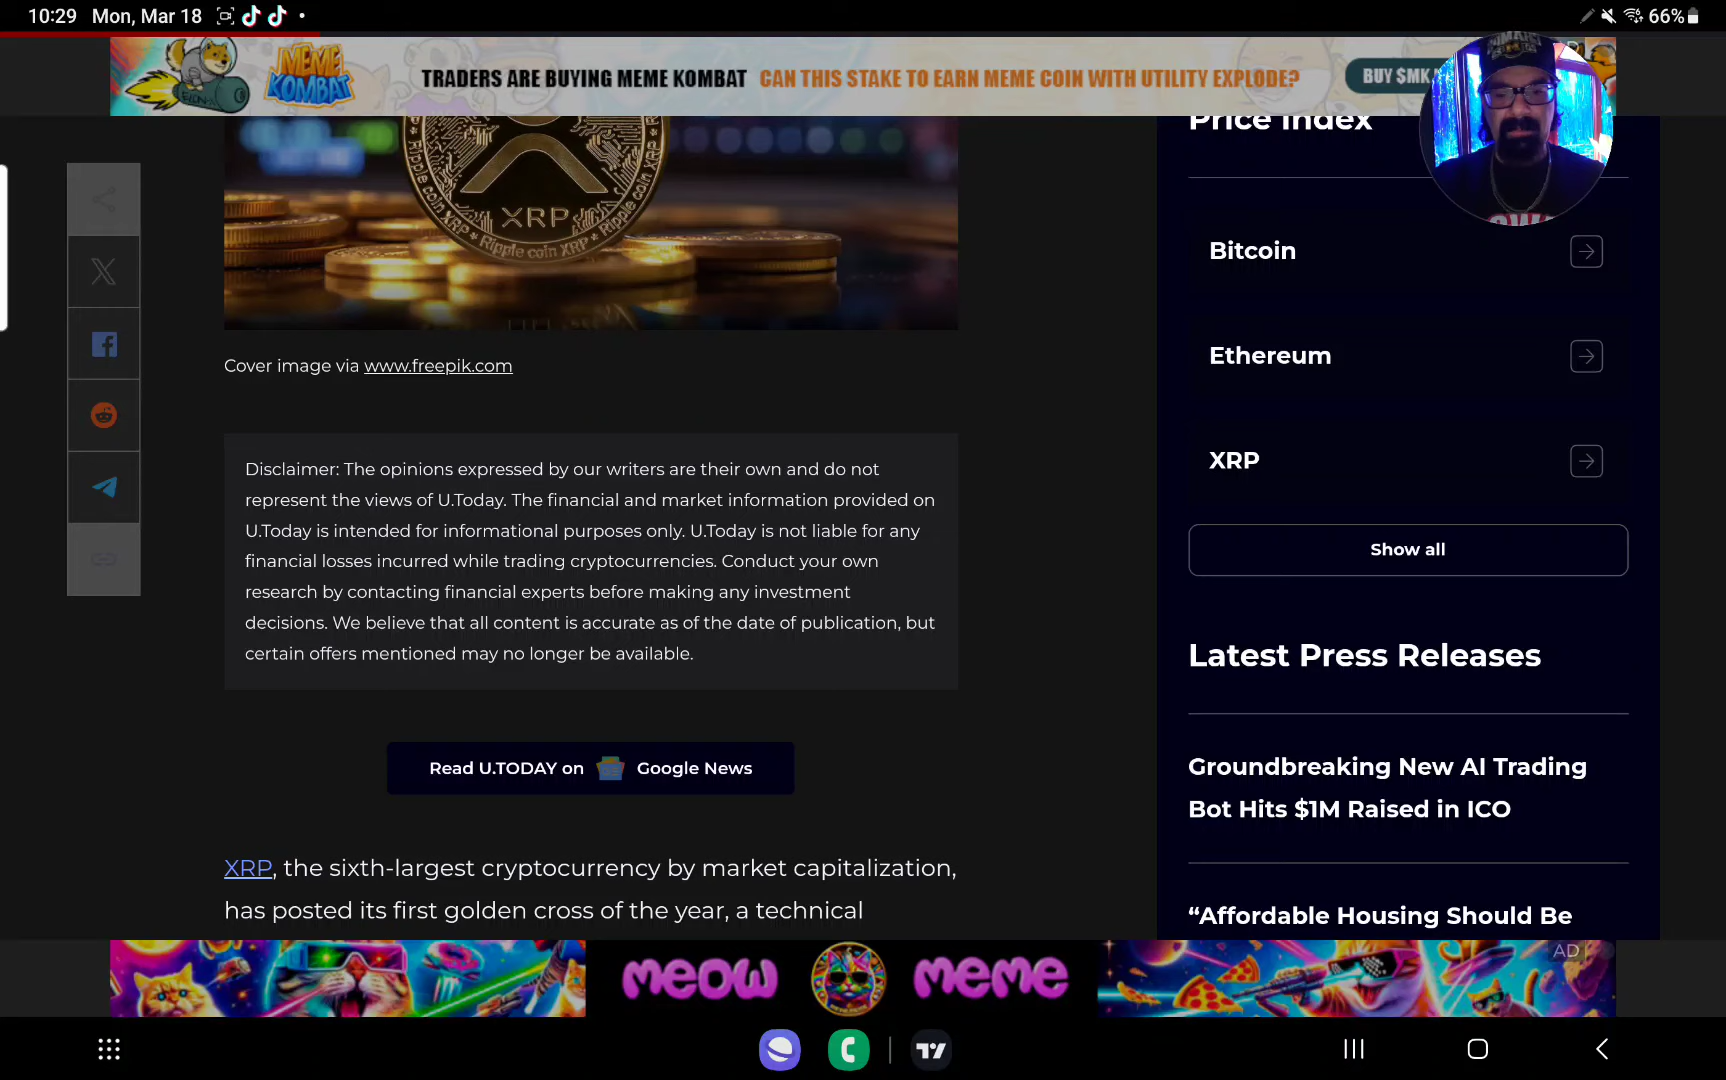 10:29 Mon, Mar 18
66%
MEME KOMBAT
TRADERS ARE BUYING MEME KOMBAT CAN THIS STAKE TO EARN MEME COIN WITH UTILITY EXPLODE?
BUY $MK
Price Index
Ripple coin XRP
XRP
Ripple coin XRP
Bitcoin
Ethereum
XRP
Show all
Cover image via www.freepik.com
Disclaimer: The opinions expressed by our writers are their own and do not
represent the views of U.Today. The financial and market information provided on
U.Today is intended for informational purposes only. U.Today is not liable for any
financial losses incurred while trading cryptocurrencies. Conduct your own
research by contacting financial experts before making any investment
decisions. We believe that all content is accurate as of the date of publication, but
certain offers mentioned may no longer be available.
Read U.TODAY on Google News
XRP, the sixth-largest cryptocurrency by market capitalization,
has posted its first golden cross of the year, a technical
Latest Press Releases
Groundbreaking New AI Trading
Bot Hits $1M Raised in ICO
“Affordable Housing Should Be
AD
MEOW MEME